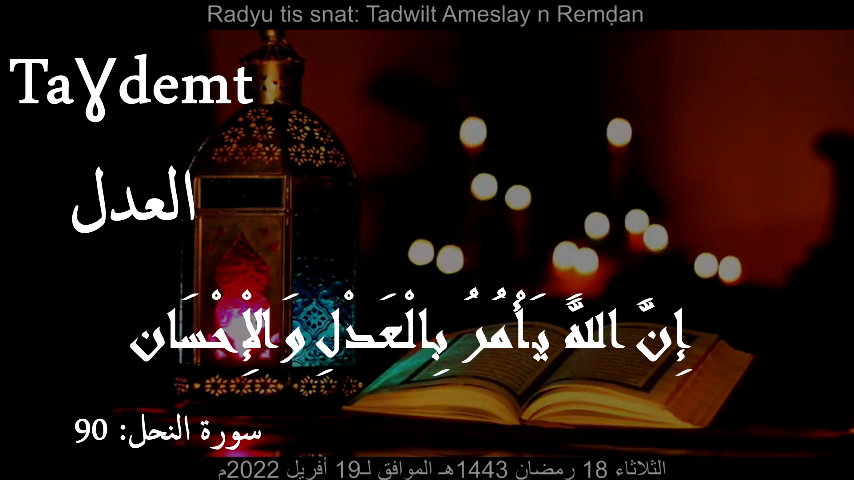 Radyu tis snat: Tadwilt Ameslay n Remḍan
Taɣdemt
العدل
إِنَّ اللَّهَ يَأْمُرُ بِالْعَدْلِ وَالْإِحْسَانِ
سورة النحل: 90
الثلاثاء 18 رمضان 1443هـ الموافق لـ19 أفريل 2022م